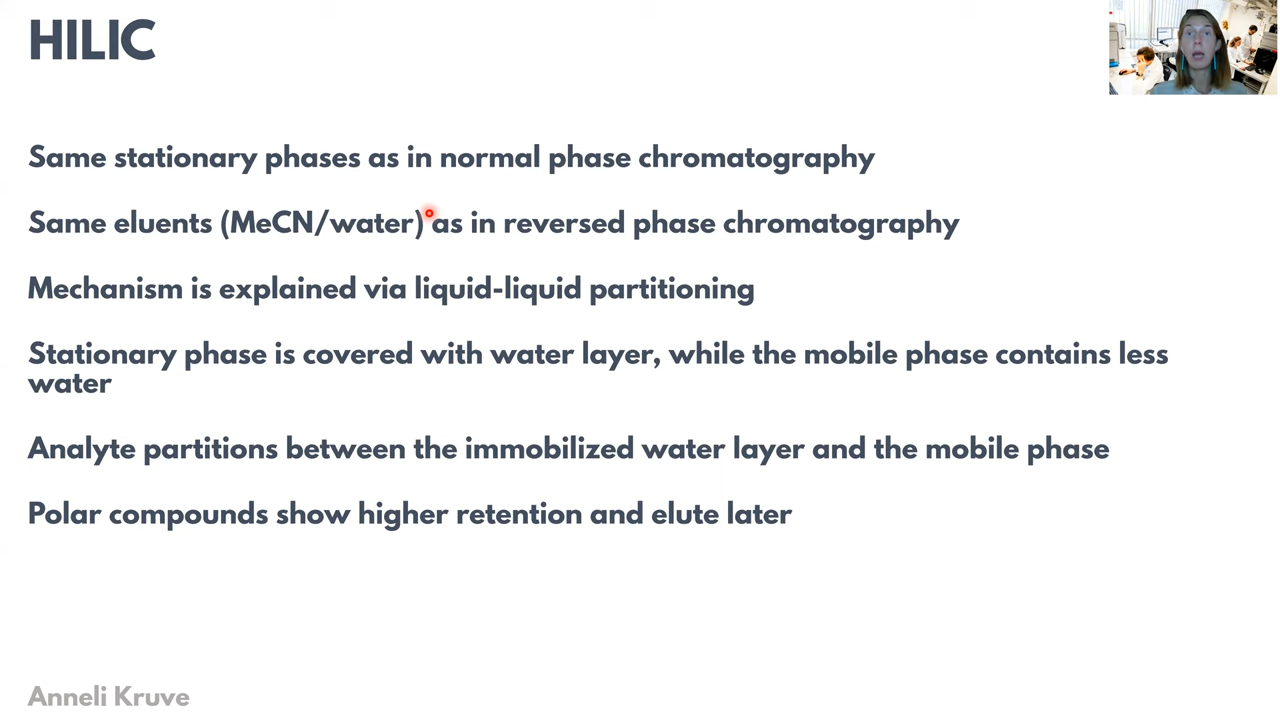 HILIC
Same stationary phases as in normal phase chromatography
Same eluents (MeCN/water) as in reversed phase chromatography
Mechanism is explained via liquid-liquid partitioning
Stationary phase is covered with water layer, while the mobile phase contains less
water
Analyte partitions between the immobilized water layer and the mobile phase
Polar compounds show higher retention and elute later
Anneli Kruve